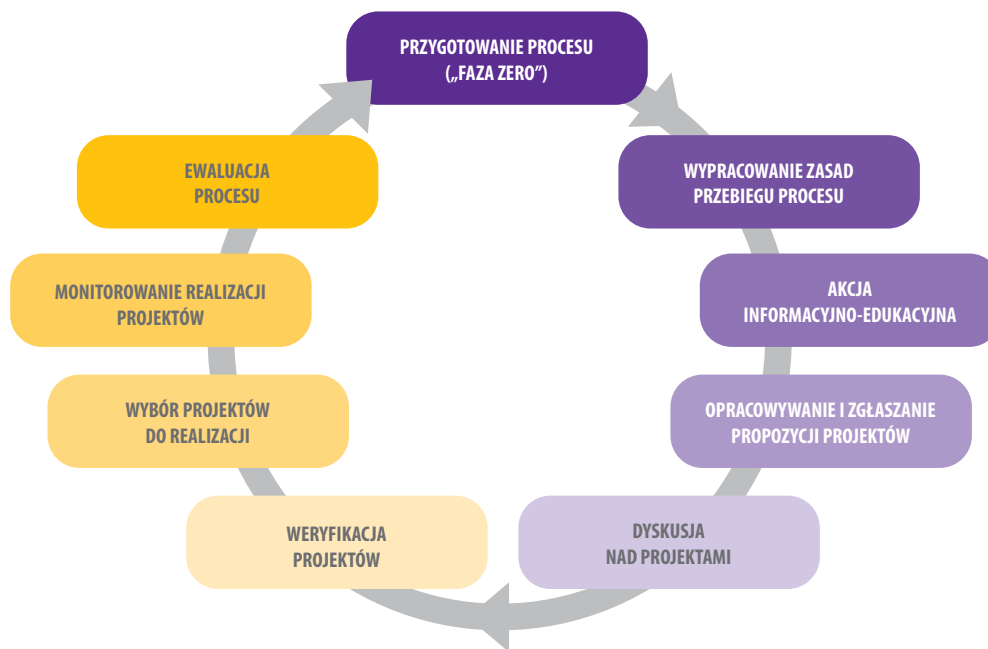 PRZYGOTOWANIE PROCESU
(„FAZA ZERO”)
WYPRACOWANIE ZASAD
PRZEBIEGU PROCESU
AKCJA
INFORMACYJNO-EDUKACYJNA
OPRACOWYWANIE I ZGŁASZANIE
PROPOZYCJI PROJEKTÓW
DYSKUSJA
NAD PROJEKTAMI
WERYFIKACJA
PROJEKTÓW
WYBÓR PROJEKTÓW
DO REALIZACJI
MONITOROWANIE REALIZACJI
PROJEKTÓW
EWALUACJA
PROCESU